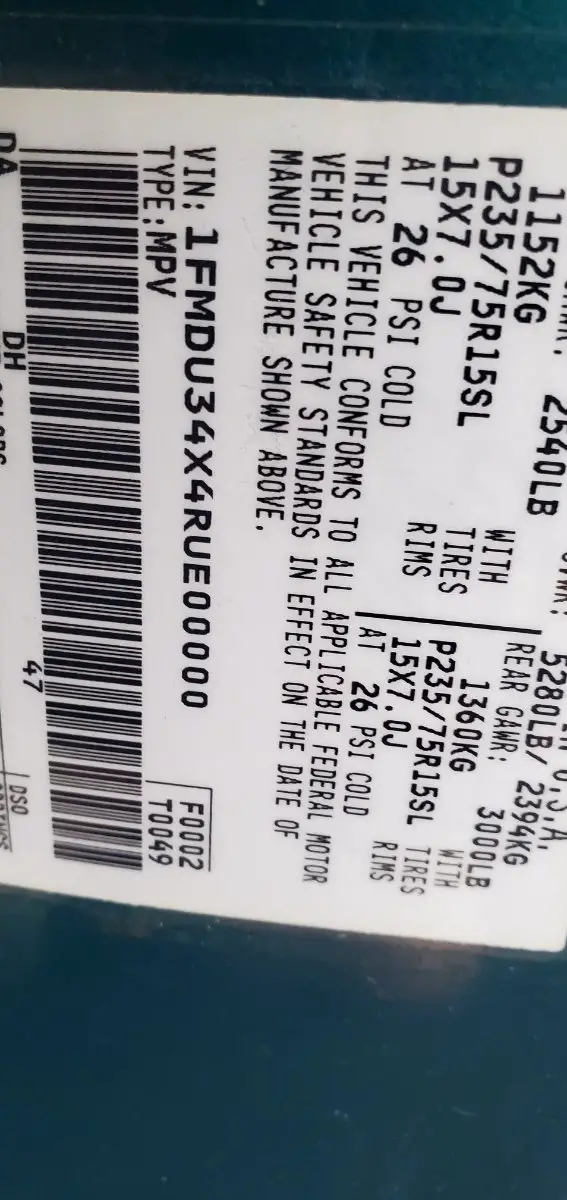 U.S.A.
5280LB/ 2394KG
2540LB REAR GAWR: 3000LB
1152KG WITH 1360KG WITH
P235/75R15SL TIRES P235/75R15SL TIRES
15X7.0J RIMS 15X7.0J RIMS
AT 26 PSI COLD AT 26 PSI COLD
THIS VEHICLE CONFORMS TO ALL APPLICABLE FEDERAL MOTOR
VEHICLE SAFETY STANDARDS IN EFFECT ON THE DATE OF
MANUFACTURE SHOWN ABOVE.
VIN: 1FMDU34X4RUE00000 F0002
TYPE:MPV T0049
47
DH DSO